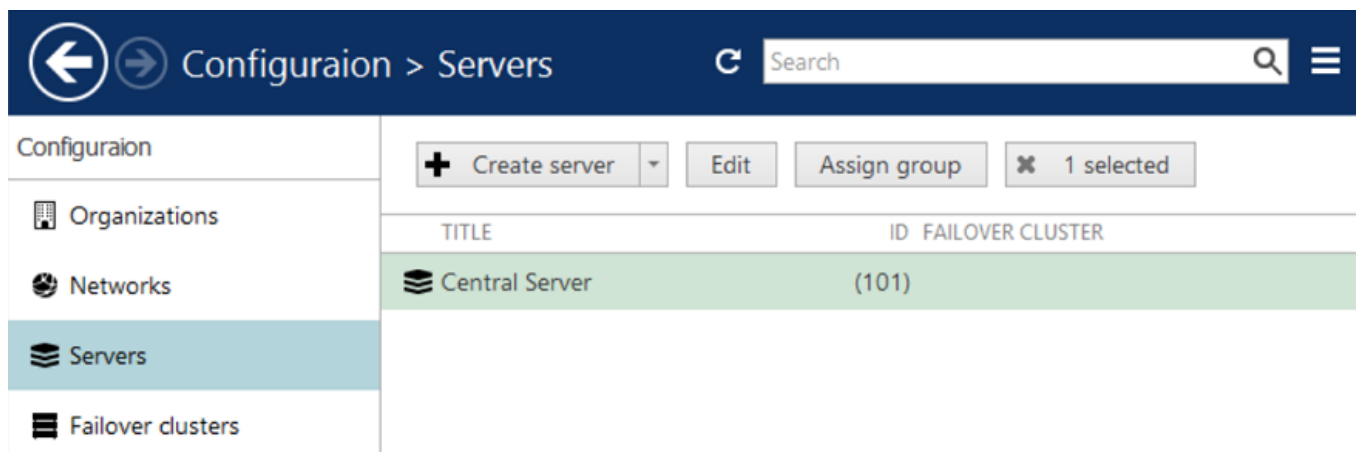 Configuraion > Servers
Search
Configuraion
Organizations
Networks
Servers
Failover clusters
Create server
Edit
Assign group
1 selected
TITLE ID FAILOVER CLUSTER
Central Server (101)